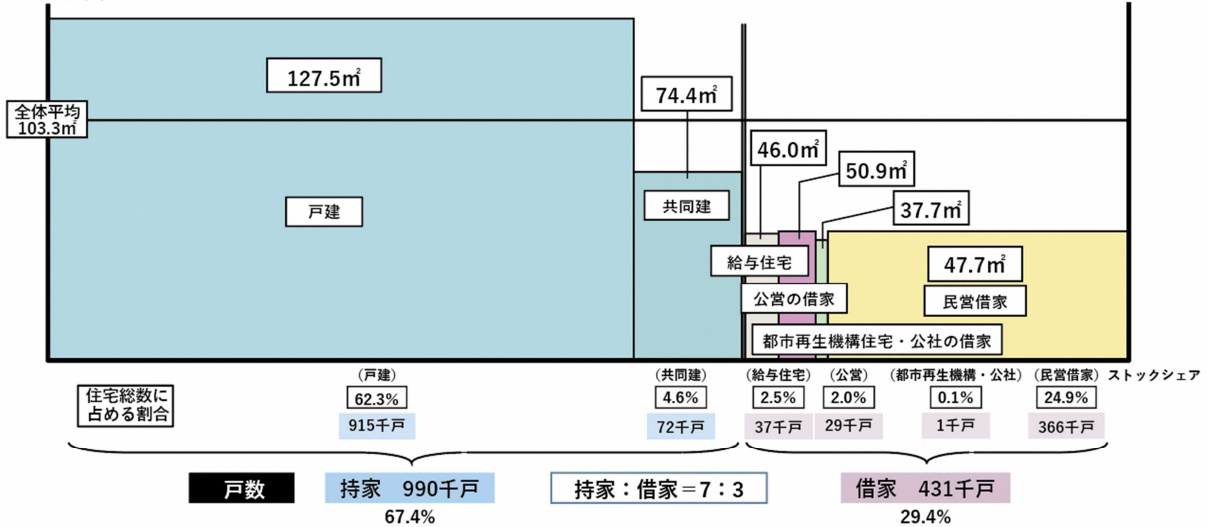 127.5㎡
74.4㎡
全体平均
103.3㎡
46.0㎡
50.9㎡
37.7㎡
戸建
共同建
給与住宅
47.7㎡
公営の借家
民営借家
都市再生機構住宅・公社の借家
（戸建）
（共同建）
（給与住宅）
（公営）
（都市再生機構・公社）
（民営借家）
ストックシェア
住宅総数に
占める割合
62.3%
4.6%
2.5%
2.0%
0.1%
24.9%
915千戸
72千戸
37千戸
29千戸
1千戸
366千戸
戸数
持家　990千戸
持家：借家＝7：3
借家　431千戸
67.4%
29.4%